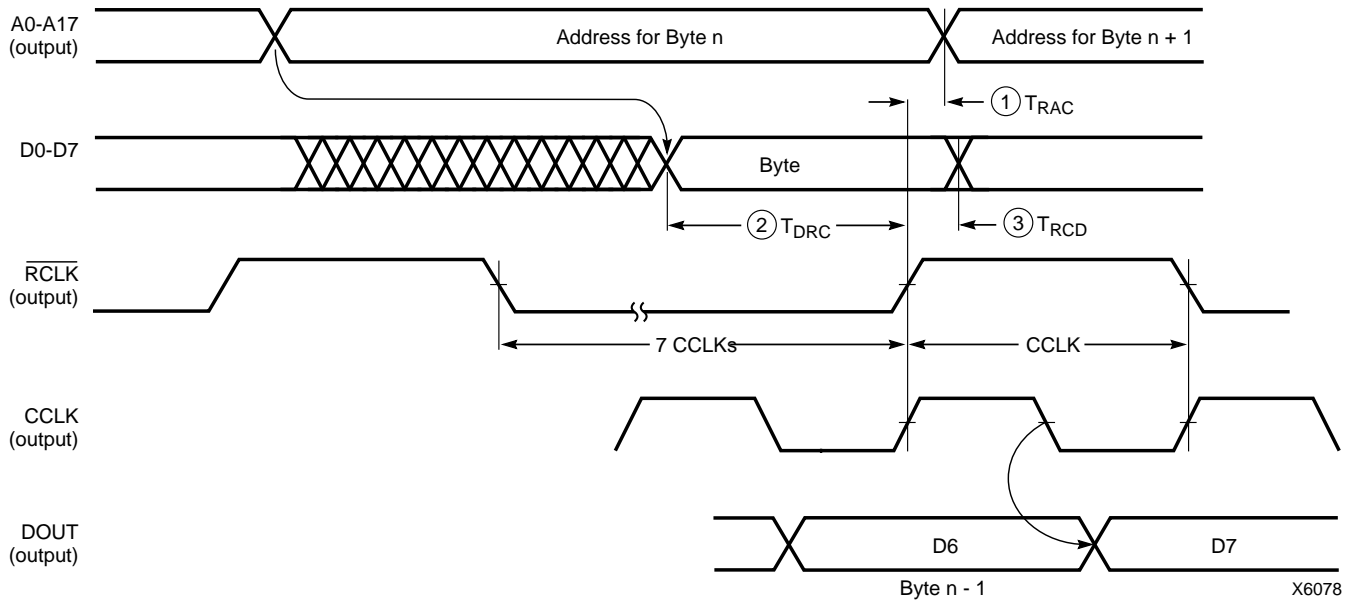 A0-A17
(output)
Address for Byte n
Address for Byte n + 1
1 TRAC
D0-D7
Byte
2 TDRC
3 TRCD
RCLK
(output)
7 CCLKs
CCLK
CCLK
(output)
DOUT
(output)
D6
D7
Byte n - 1
X6078